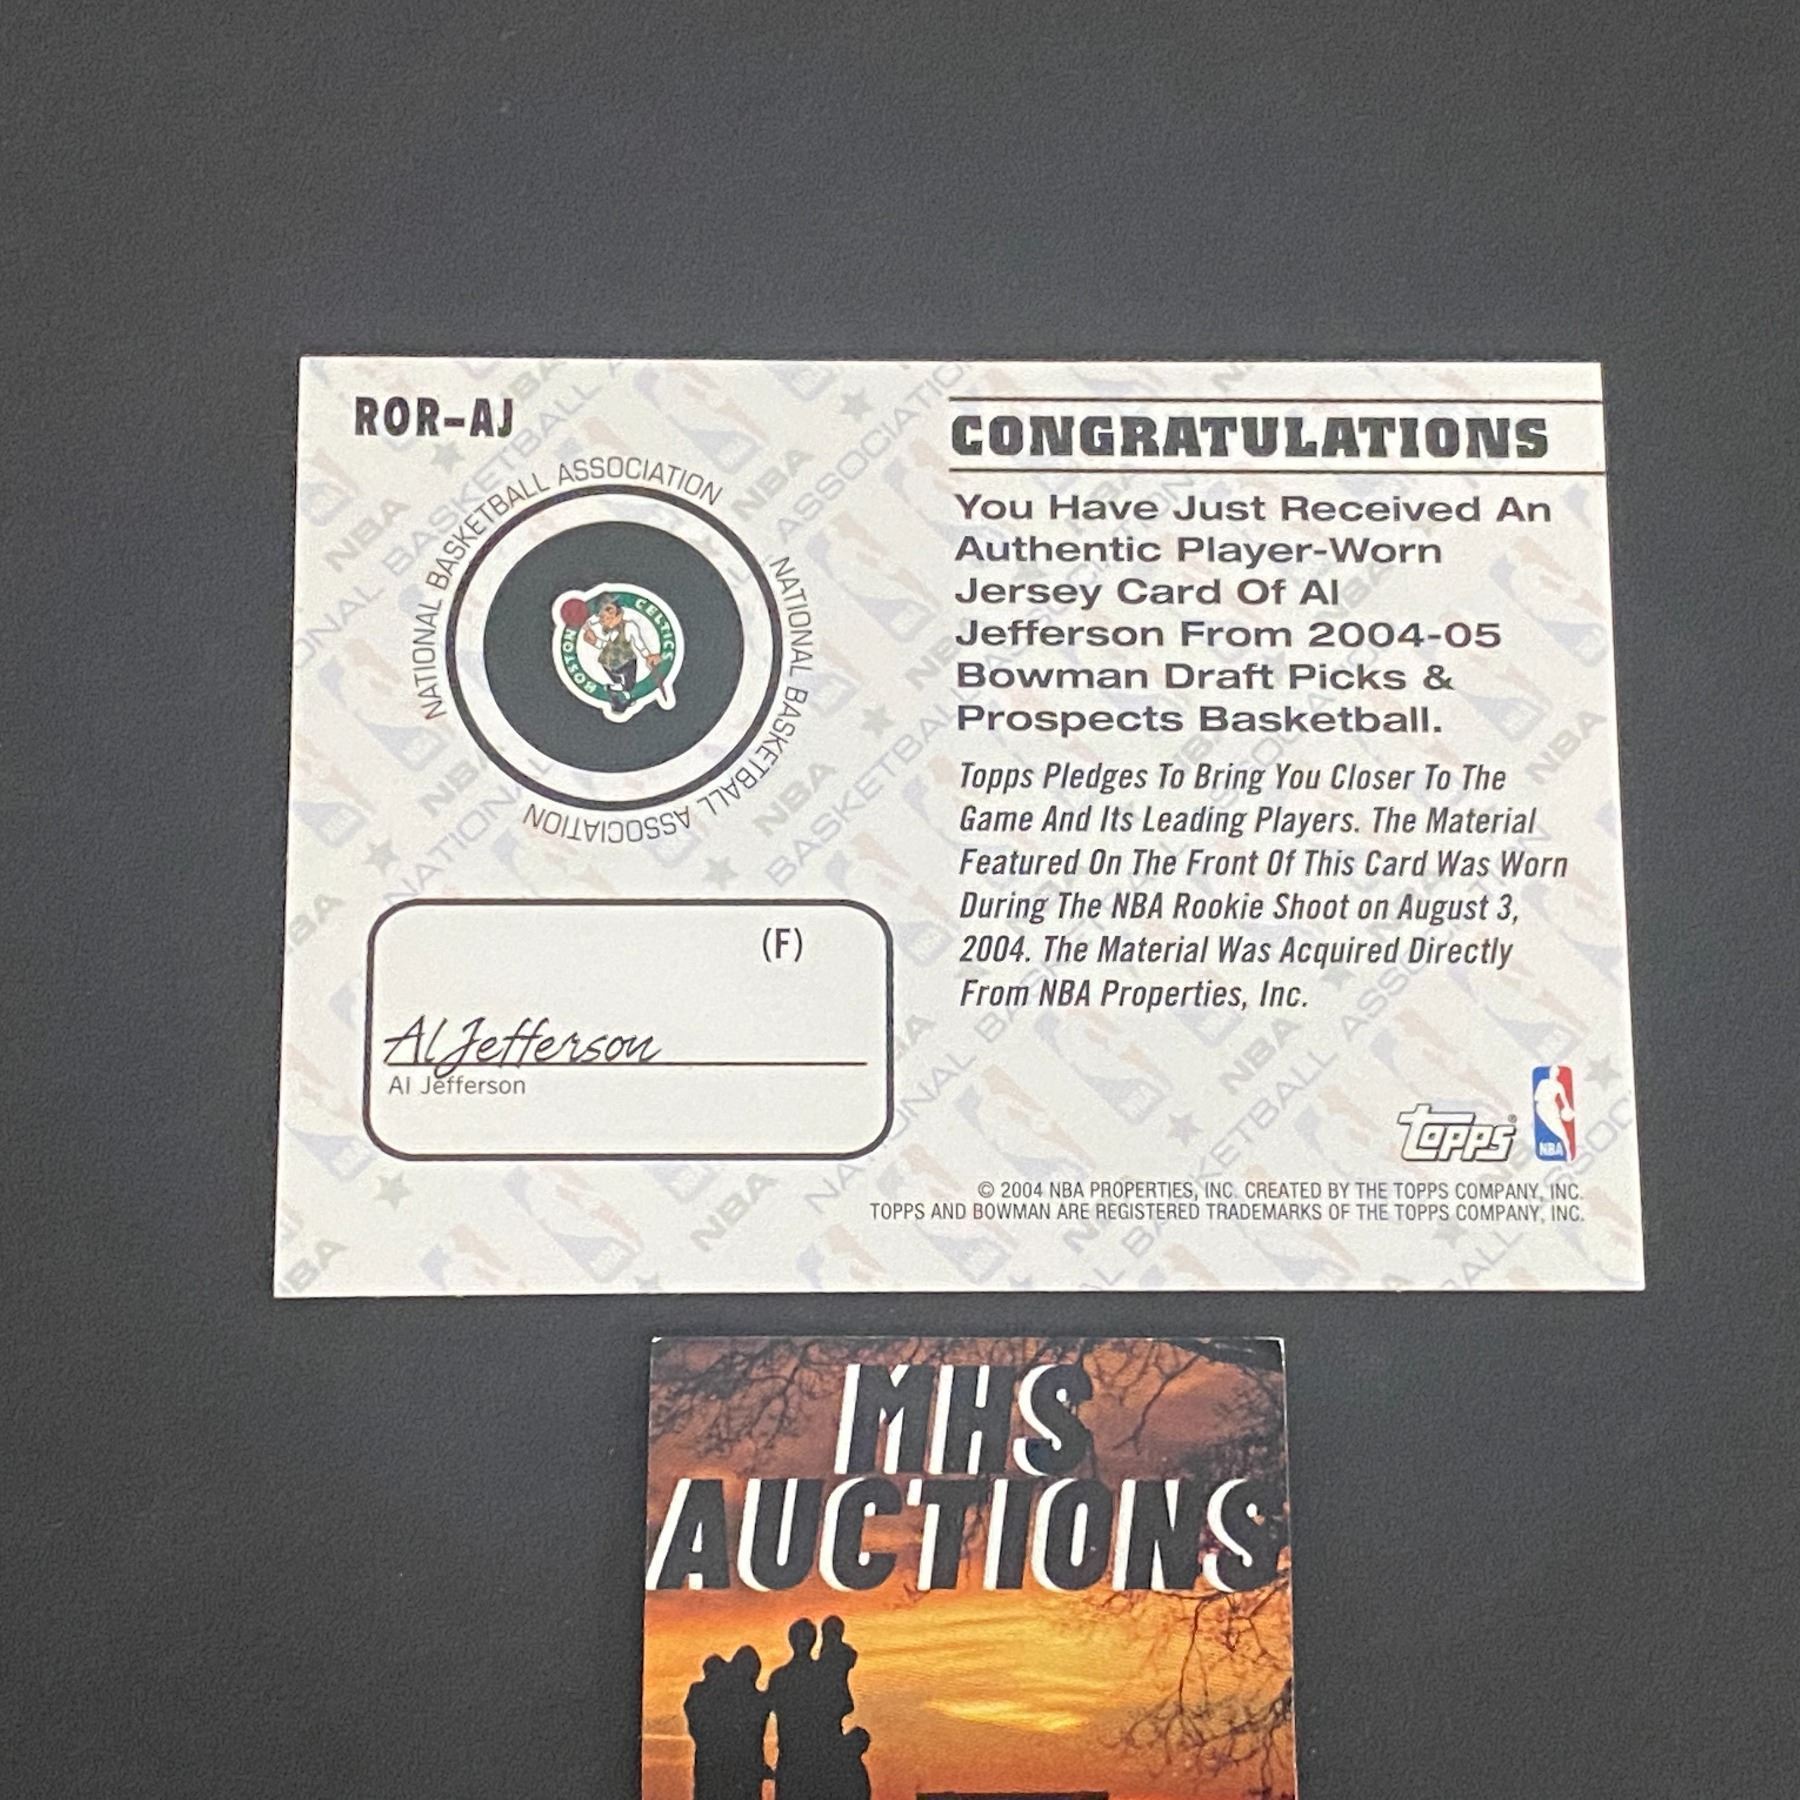 ROR-AJ
NATIONAL BASKETBALL ASSOCIATION
NATIONAL BASKETBALL ASSOCIATION
BOSTON CELTICS
(F)
Al Jefferson
Al Jefferson
CONGRATULATIONS
You Have Just Received An
Authentic Player-Worn
Jersey Card Of Al
Jefferson From 2004-05
Bowman Draft Picks &
Prospects Basketball.
Topps Pledges To Bring You Closer To The
Game And Its Leading Players. The Material
Featured On The Front Of This Card Was Worn
During The NBA Rookie Shoot on August 3,
2004. The Material Was Acquired Directly
From NBA Properties, Inc.
topps®
NBA
© 2004 NBA PROPERTIES, INC. CREATED BY THE TOPPS COMPANY, INC.
TOPPS AND BOWMAN ARE REGISTERED TRADEMARKS OF THE TOPPS COMPANY, INC.
MHS
AUCTIONS